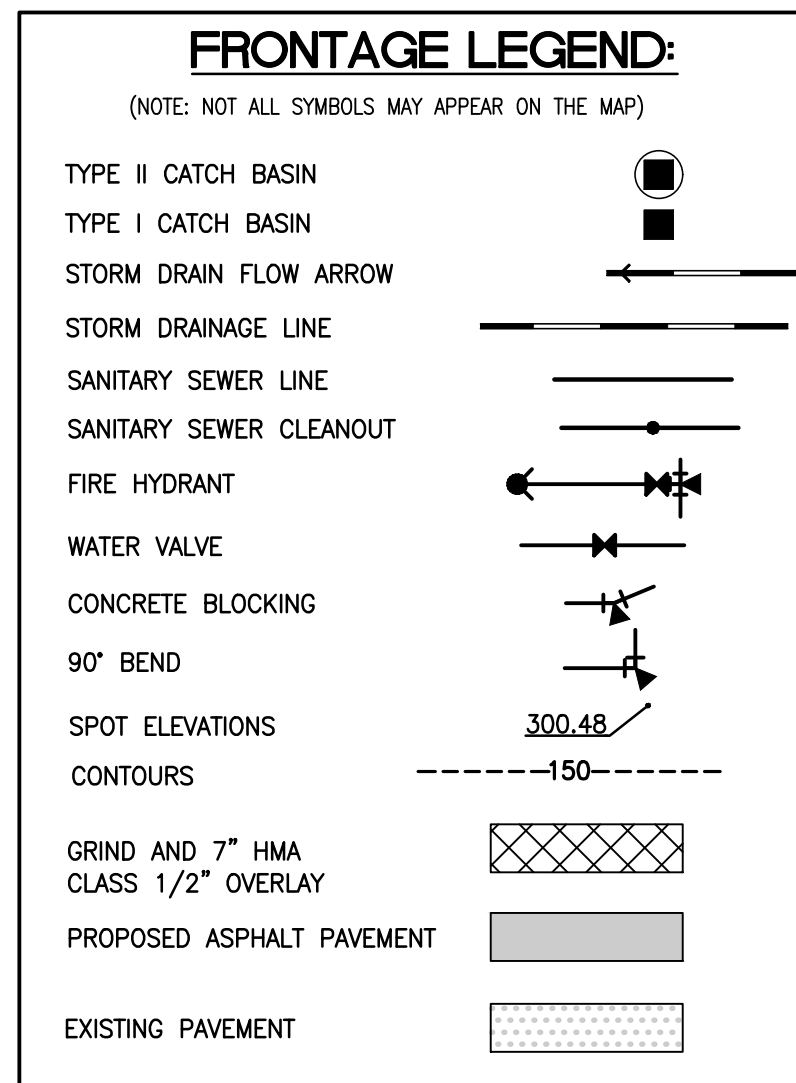 FRONTAGE LEGEND:
(NOTE: NOT ALL SYMBOLS MAY APPEAR ON THE MAP)
TYPE II CATCH BASIN
TYPE I CATCH BASIN
STORM DRAIN FLOW ARROW
STORM DRAINAGE LINE
SANITARY SEWER LINE
SANITARY SEWER CLEANOUT
FIRE HYDRANT
WATER VALVE
CONCRETE BLOCKING
90° BEND
SPOT ELEVATIONS 300.48
CONTOURS 150
GRIND AND 7" HMA
CLASS 1/2" OVERLAY
PROPOSED ASPHALT PAVEMENT
EXISTING PAVEMENT